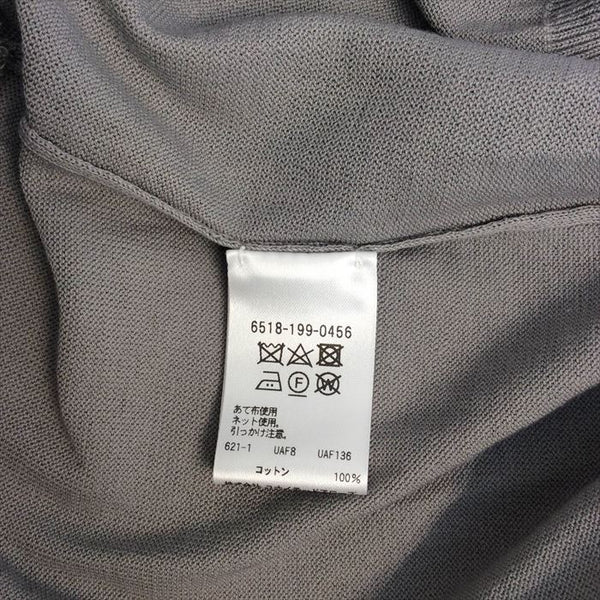 6518-199-0456
F
W
あて布使用
ネット使用。
引っかけ注意。
621-1 UAF8 UAF136
コットン 100%